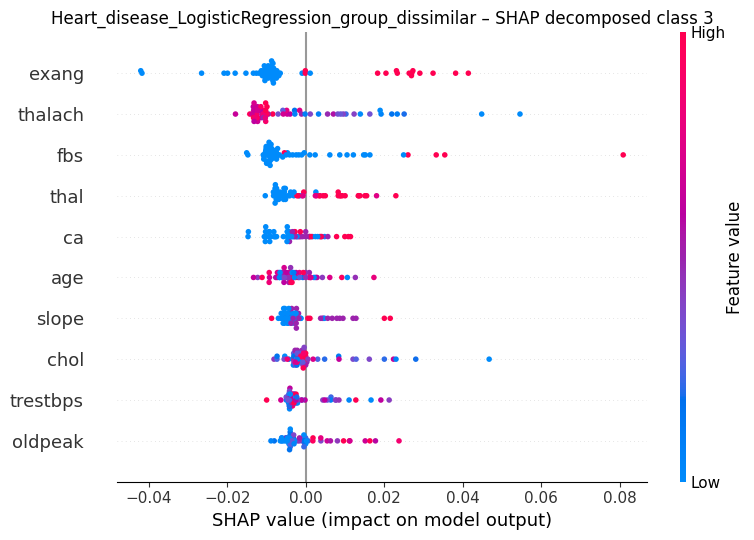 Heart_disease_LogisticRegression_group_dissimilar – SHAP decomposed class 3
High
exang
thalach
fbs
thal
ca
age
slope
chol
trestbps
oldpeak
Feature value
Low
−0.04 −0.02 0.00 0.02 0.04 0.06 0.08
SHAP value (impact on model output)